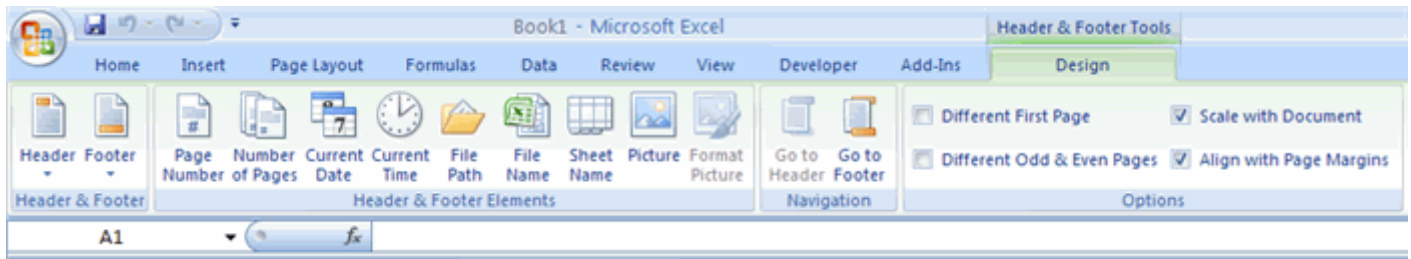 Book1 - Microsoft Excel
Header & Footer Tools
Home Insert Page Layout Formulas Data Review View Developer Add-Ins Design
Header Footer
Page Number
Number of Pages
Current Date
Current Time
File Path
File Name
Sheet Name
Picture
Format Picture
Go to Header
Go to Footer
Different First Page
Scale with Document
Different Odd & Even Pages
Align with Page Margins
Header & Footer
Header & Footer Elements
Navigation
Options
A1
fx